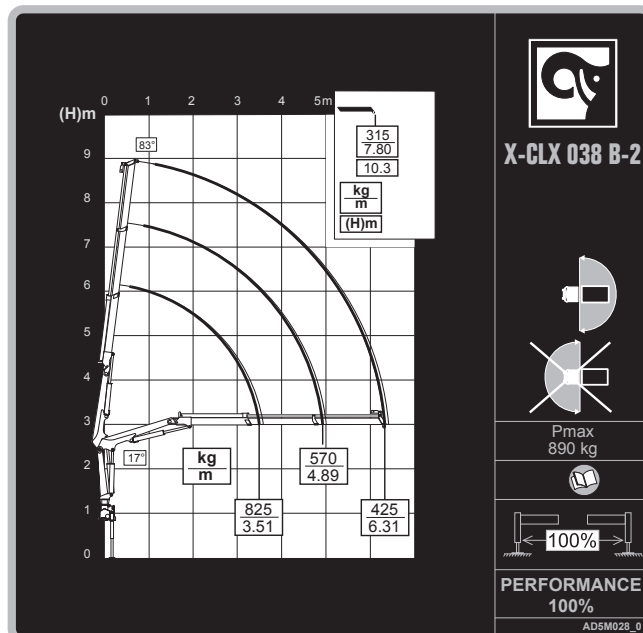 0 1 2 3 4 5m
(H)m
9
8
7
6
5
4
3
2
1
0
83°
17°
315
7.80
10.3
kg
m
(H)m
kg
m
825
3.51
570
4.89
425
6.31
X-CLX 038 B-2
Pmax
890 kg
100%
PERFORMANCE
100%
AD5M028_0